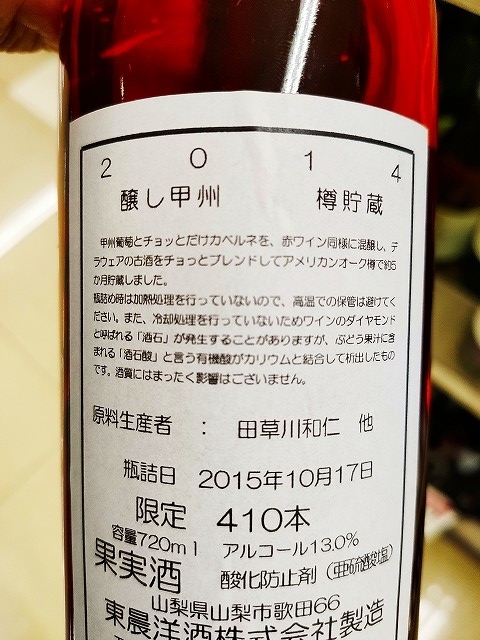 2014
醸し甲州 樽貯蔵
甲州葡萄とチョッとだけカベルネを、赤ワイン同様に混醸し、デ
ラウェアの古酒をチョっとブレンドしてアメリカンオーク樽で約5
か月貯蔵しました。
瓶詰め時は加熱処理を行っていないので、高温での保管は避けてく
ださい。また、冷却処理を行っていないためワインのダイヤモンド
と呼ばれる「酒石」が発生することがありますが、ぶどう果汁に含
まれる「酒石酸」と言う有機酸がカリウムと結合して析出したもの
です。酒質にはまったく影響はございません。
原料生産者 : 田草川和仁 他
瓶詰日 2015年10月17日
限定 410本
容量720ml アルコール13.0%
果実酒 酸化防止剤(亜硫酸塩)
山梨県山梨市歌田66
東晨洋酒株式会社製造